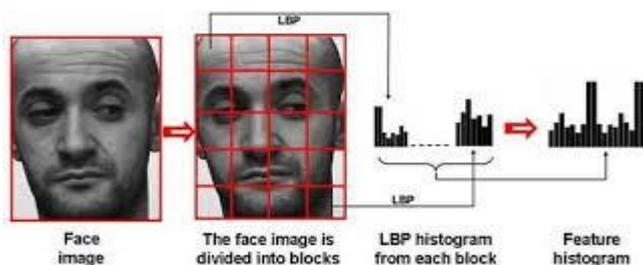 LBP
LBP
Face
image
The face image is
divided into blocks
LBP histogram
from each block
Feature
histogram